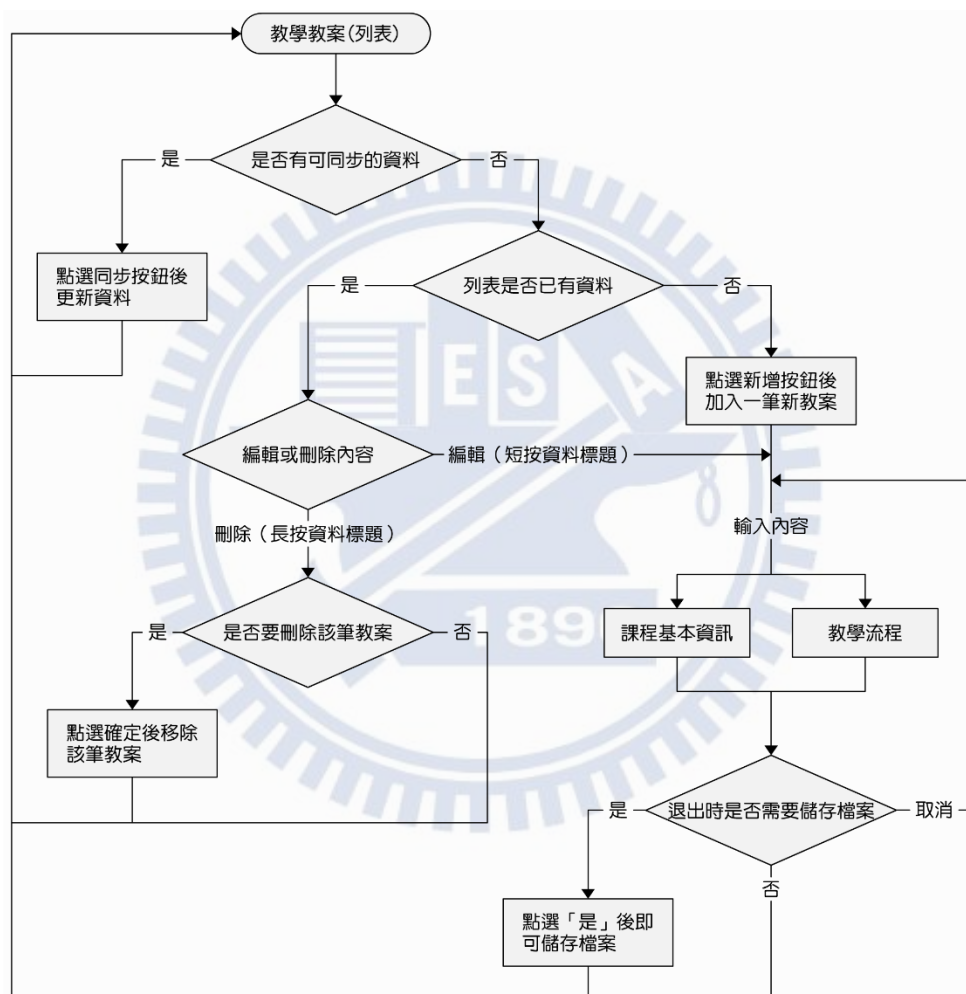 教學教案(列表)
是否有可同步的資料
是
否
點選同步按鈕後
更新資料
列表是否已有資料
是
否
點選新增按鈕後
加入一筆新教案
編輯或刪除內容
編輯（短按資料標題）
刪除（長按資料標題）
輸入內容
是否要刪除該筆教案
是
否
課程基本資訊
教學流程
點選確定後移除
該筆教案
退出時是否需要儲存檔案
是
取消
否
點選「是」後即
可儲存檔案
E S A
189